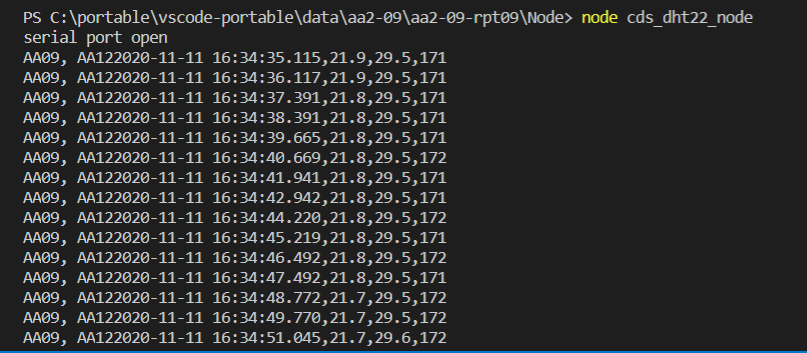 PS C:\portable\vscode-portable\data\aa2-09\aa2-09-rpt09\Node> node cds_dht22_node
serial port open
AA09, AA122020-11-11 16:34:35.115,21.9,29.5,171
AA09, AA122020-11-11 16:34:36.117,21.9,29.5,171
AA09, AA122020-11-11 16:34:37.391,21.8,29.5,171
AA09, AA122020-11-11 16:34:38.391,21.8,29.5,171
AA09, AA122020-11-11 16:34:39.665,21.8,29.5,171
AA09, AA122020-11-11 16:34:40.669,21.8,29.5,172
AA09, AA122020-11-11 16:34:41.941,21.8,29.5,171
AA09, AA122020-11-11 16:34:42.942,21.8,29.5,171
AA09, AA122020-11-11 16:34:44.220,21.8,29.5,172
AA09, AA122020-11-11 16:34:45.219,21.8,29.5,171
AA09, AA122020-11-11 16:34:46.492,21.8,29.5,172
AA09, AA122020-11-11 16:34:47.492,21.8,29.5,171
AA09, AA122020-11-11 16:34:48.772,21.7,29.5,172
AA09, AA122020-11-11 16:34:49.770,21.7,29.5,172
AA09, AA122020-11-11 16:34:51.045,21.7,29.6,172